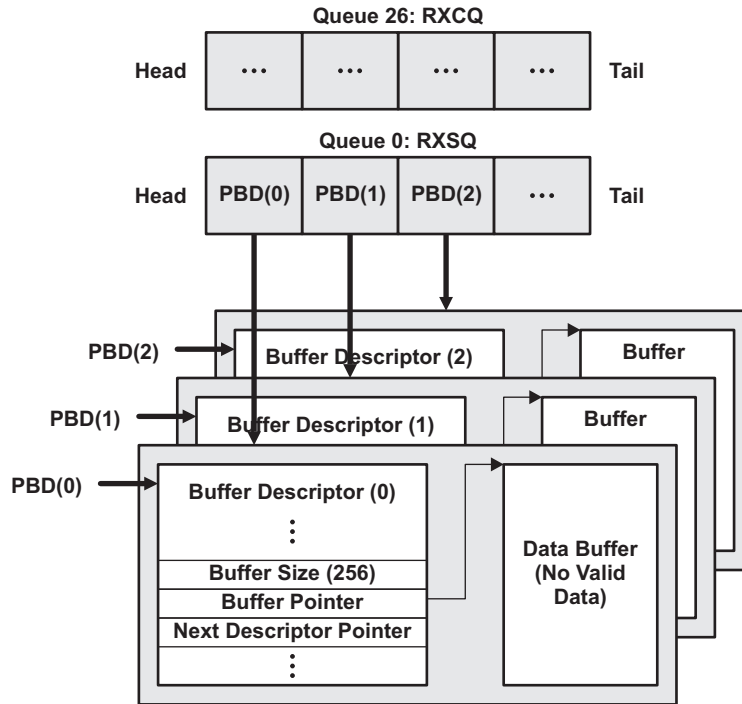 Queue 26: RXCQ
Head ... ... ... ... Tail
Queue 0: RXSQ
Head PBD(0) PBD(1) PBD(2) ... Tail
PBD(2) Buffer Descriptor (2) Buffer
PBD(1) Buffer Descriptor (1) Buffer
PBD(0) Buffer Descriptor (0)
Data Buffer
(No Valid
Data)
Buffer Size (256)
Buffer Pointer
Next Descriptor Pointer